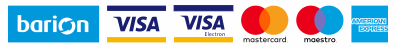 barion
VISA
VISA
Electron
mastercard.
maestro.
AMERICAN
EXPRESS